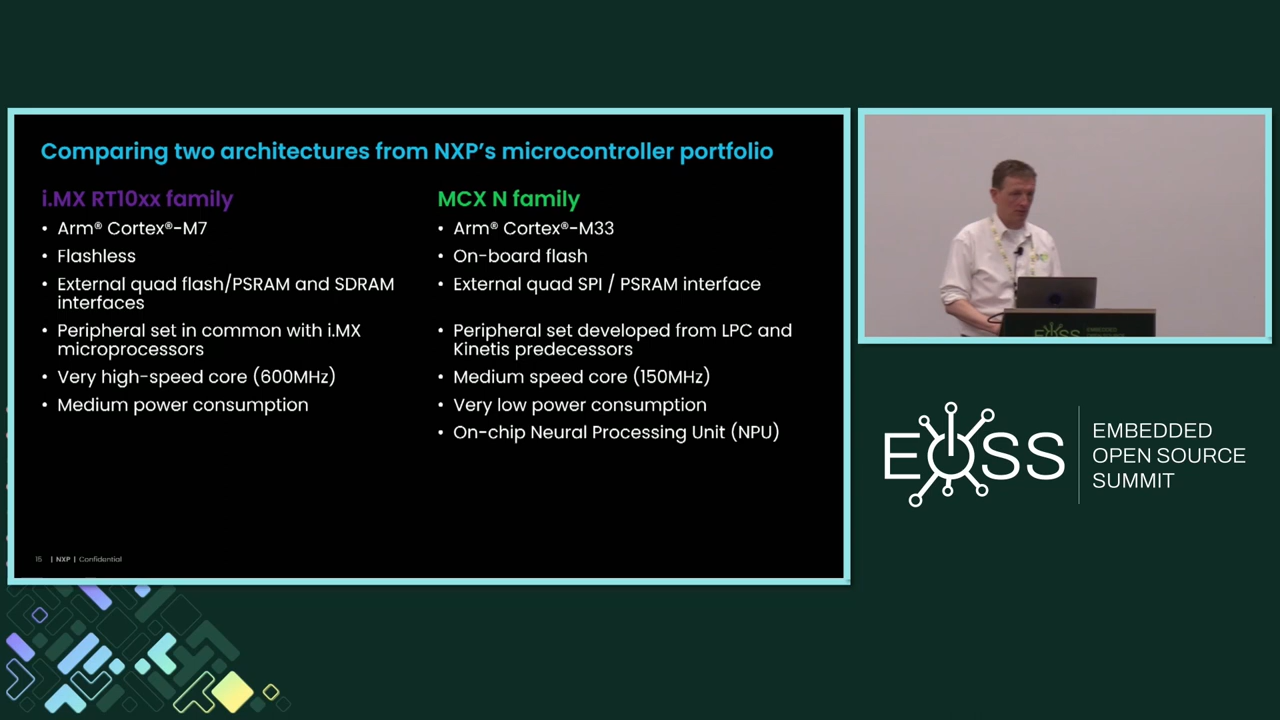 Comparing two architectures from NXP's microcontroller portfolio
i.MX RT10xx family
• Arm® Cortex®-M7
• Flashless
• External quad flash/PSRAM and SDRAM
interfaces
• Peripheral set in common with i.MX
microprocessors
• Very high-speed core (600MHz)
• Medium power consumption
MCX N family
• Arm® Cortex®-M33
• On-board flash
• External quad SPI / PSRAM interface
• Peripheral set developed from LPC and
Kinetis predecessors
• Medium speed core (150MHz)
• Very low power consumption
• On-chip Neural Processing Unit (NPU)
15 | NXP | Confidential
EOSS
EOSS
EMBEDDED
OPEN SOURCE
SUMMIT